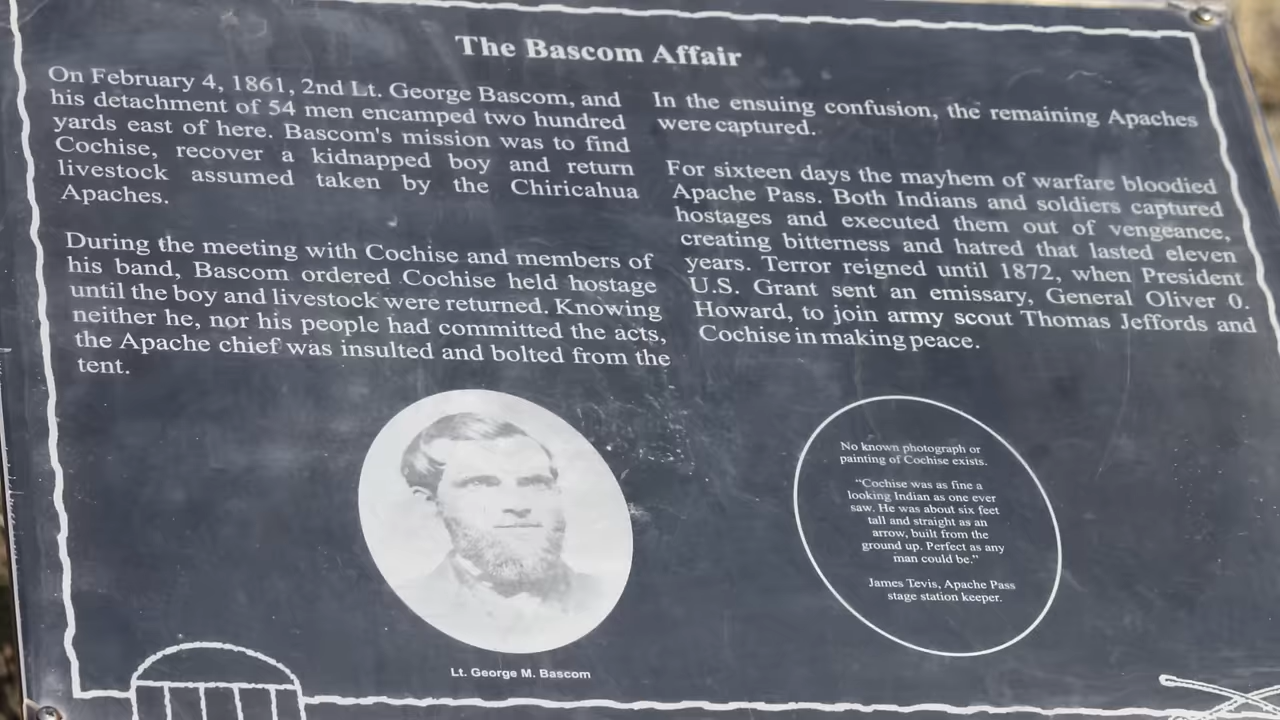 The Bascom Affair
On February 4, 1861, 2nd Lt. George Bascom, and
his detachment of 54 men encamped two hundred
yards east of here. Bascom's mission was to find
Cochise, recover a kidnapped boy and return
livestock assumed taken by the Chiricahua
Apaches.
During the meeting with Cochise and members of
his band, Bascom ordered Cochise held hostage
until the boy and livestock were returned. Knowing
neither he, nor his people had committed the acts,
the Apache chief was insulted and bolted from the
tent.
In the ensuing confusion, the remaining Apaches
were captured.
For sixteen days the mayhem of warfare bloodied
Apache Pass. Both Indians and soldiers captured
hostages and executed them out of vengeance,
creating bitterness and hatred that lasted eleven
years. Terror reigned until 1872, when President
U.S. Grant sent an emissary, General Oliver 0.
Howard, to join army scout Thomas Jeffords and
Cochise in making peace.
Lt. George M. Bascom
No known photograph or
painting of Cochise exists.
“Cochise was as fine a
looking Indian as one ever
saw. He was about six feet
tall and straight as an
arrow, built from the
ground up. Perfect as any
man could be.”
James Tevis, Apache Pass
stage station keeper.